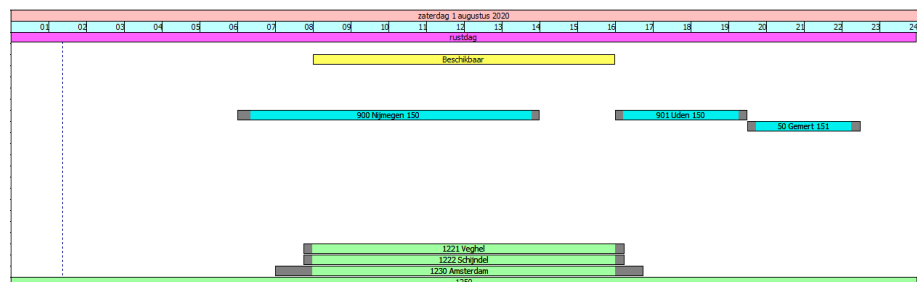 zaterdag 1 augustus 2020
01 02 03 04 05 06 07 08 09 10 11 12 13 14 15 16 17 18 19 20 21 22 23 24
rustdag
Beschikbaar
900 Nijmegen 150
901 Uden 150
50 Gemert 151
1221 Veghel
1222 Schijndel
1230 Amsterdam
1250